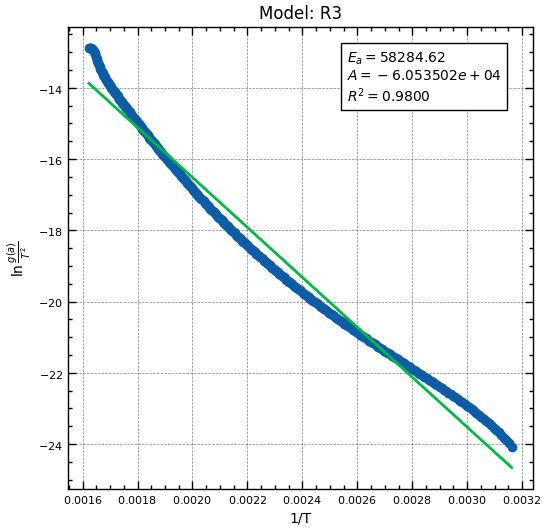 Model: R3
E_a = 58284.62
A = − 6.053502e + 04
R^2 = 0.9800
−14
−16
−18
−20
−22
−24
ln g(a)/T^2
0.0016 0.0018 0.0020 0.0022 0.0024 0.0026 0.0028 0.0030 0.0032
1/T